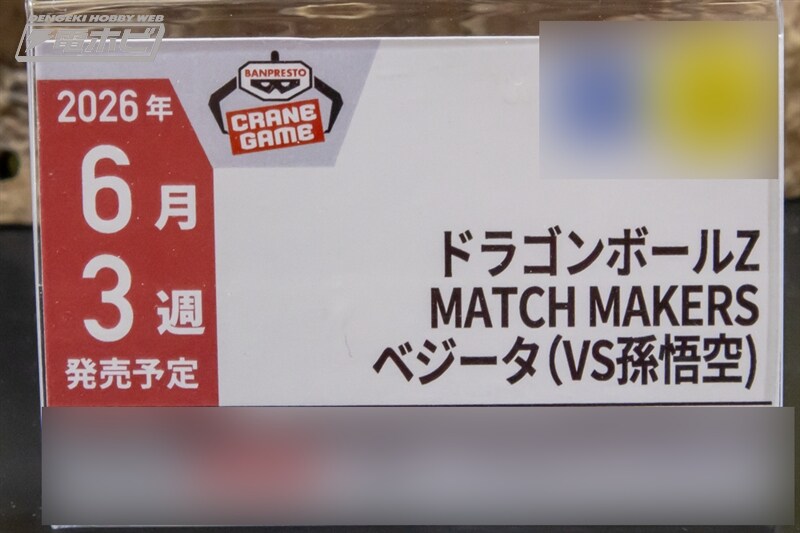 DENGEKI HOBBY WEB
電ホビ
BANPRESTO
CRANE
GAME
2026年
6月
3週
発売予定
ドラゴンボールZ
MATCH MAKERS
ベジータ(VS孫悟空)